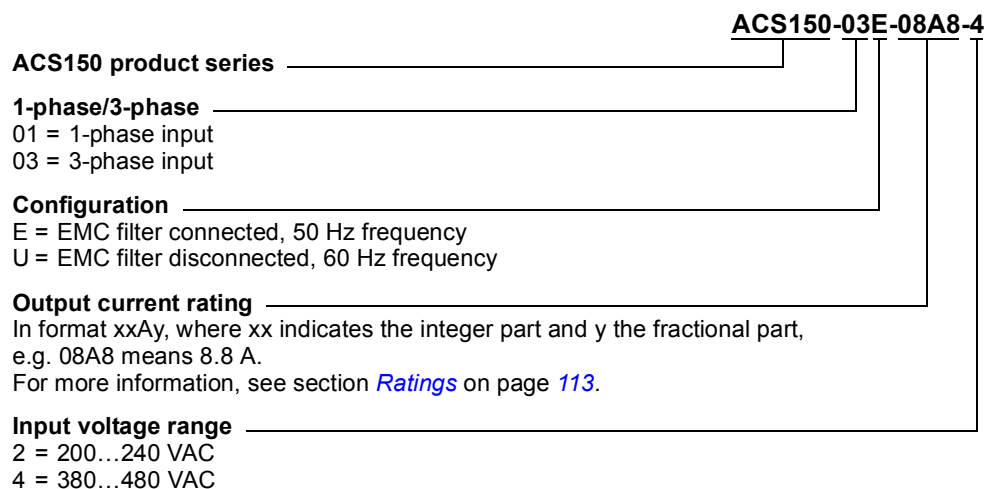 ACS150-03E-08A8-4
ACS150 product series
1-phase/3-phase
01 = 1-phase input
03 = 3-phase input
Configuration
E = EMC filter connected, 50 Hz frequency
U = EMC filter disconnected, 60 Hz frequency
Output current rating
In format xxAy, where xx indicates the integer part and y the fractional part,
e.g. 08A8 means 8.8 A.
For more information, see section Ratings on page 113.
Input voltage range
2 = 200…240 VAC
4 = 380…480 VAC